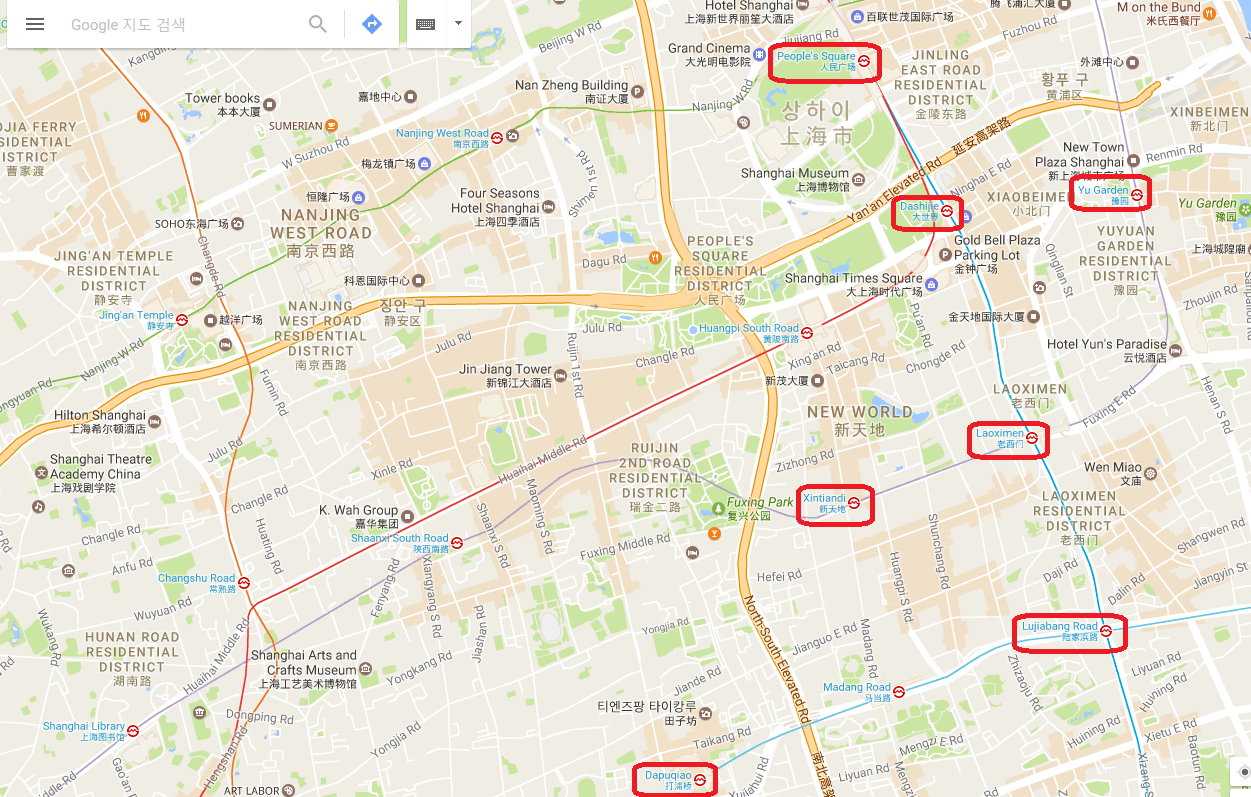 Google 지도 검색
Kangding
Beijing W Rd
Hotel Shanghai
上海新世界丽笙大酒店
百联世茂国际广场
腾飞浦汇大厦
M on the Bund
米氏西餐厅
Jiujiang Rd
Fuzhou Rd
Grand Cinema
大光明电影院
People's Square
人民广场
JINLING
EAST ROAD
RESIDENTIAL
DISTRICT
金陵东路
外滩中心
황푸 구
黄浦区
XINBEIMEN
新北门
Nan Zheng Building
南证大厦
Nanjing W Rd
상하이
上海市
Tower books
本本大厦
嘉地中心
SUMERIAN
Nanjing West Road
南京西路
W Suzhou Rd
OJIA FERRY
SIDENTIAL
ISTRICT
曹家渡
梅龙镇广场
恒隆广场
Four Seasons
Hotel Shanghai
上海四季酒店
Shanghai Museum
上海博物馆
Yan'an Elevated Rd
延安高架路
Ninghai E Rd
New Town
Plaza Shanghai
新上海城市广场
Renmin Rd
XIAOBEIMEN
小北门
Yu Garden
豫园
Yu Garden
豫园
Dashijie
大世界
SOHO东海广场
NANJING
WEST ROAD
南京西路
Changde Rd
JING'AN TEMPLE
RESIDENTIAL
DISTRICT
静安寺
科恩国际中心
Dagu Rd
PEOPLE'S
SQUARE
RESIDENTIAL
DISTRICT
人民广场
Gold Bell Plaza
Parking Lot
金钟广场
YUYUAN
GARDEN
RESIDENTIAL
DISTRICT
豫园
上海城隍庙
Qinglin St
Shanghai Times Square
大上海时代广场
Zhoujin Rd
Jing'an Temple
静安寺
越洋广场
NANJING
WEST ROAD
RESIDENTIAL
DISTRICT
南京西路
징안 구
静安区
Julu Rd
Julu Rd
Ruijin 1st Rd
Huangpi South Road
黄陂南路
Pu'an Rd
金天地国际大厦
Hotel Yun's Paradise
云悦酒店
Nanjing W Rd
Changle Rd
Xing'an Rd
Taicang Rd
Chongde Rd
Jin Jiang Tower
新锦江大酒店
新茂大厦
LAOXIMEN
老西门
Fumin Rd
Henan S Rd
Hilton Shanghai
上海希尔顿酒店
NEW WORLD
新天地
Fuxing E Rd
Julu Rd
Huaihai Middle Rd
RUIJIN
2ND ROAD
RESIDENTIAL
DISTRICT
瑞金二路
Zizhong Rd
Laoximen
老西门
Shanghai Theatre
Academy China
上海戏剧学院
Xinle Rd
Maoming S Rd
Wen Miao
文庙
Changle Rd
Huating Rd
K. Wah Group
嘉华集团
Shaanxi S Rd
Fuxing Park
复兴公园
Xintiandi
新天地
LAOXIMEN
RESIDENTIAL
DISTRICT
老西门
Shunchang Rd
Shangwen Rd
Changle Rd
Shaanxi South Road
陕西南路
Fuxing Middle Rd
Anfu Rd
Changshu Road
常熟路
Fenyang Rd
Xiangyang S Rd
Hefei Rd
Huangpi S Rd
Daji Rd
Dalin Rd
Jiangyin St
Wukang Rd
Wuyuan Rd
Jiashan Rd
Yongjia Rd
North-South Elevated Rd
Jianguo E Rd
Madang Rd
Lujiabang Road
陆家浜路
HUNAN ROAD
RESIDENTIAL
DISTRICT
湖南路
Huaihai Middle Rd
Shanghai Arts and
Crafts Museum
上海工艺美术博物馆
Yongkang Rd
Jiande Rd
Madang Road
马当路
Zhizaoju Rd
Liyuan Rd
Huining Rd
Shanghai Library
上海图书馆
Dongping Rd
Hengshan Rd
Yongjia Rd
티엔즈팡 타이캉루
田子坊
Taikang Rd
南北高架
Mengzi E Rd
Huining Rd
Xietu E Rd
Gao'an Rd
ART LABOR
Dapuqiao
打浦桥
Xujiahui Rd
Liyuan Rd
Xizang S
Baotun Rd